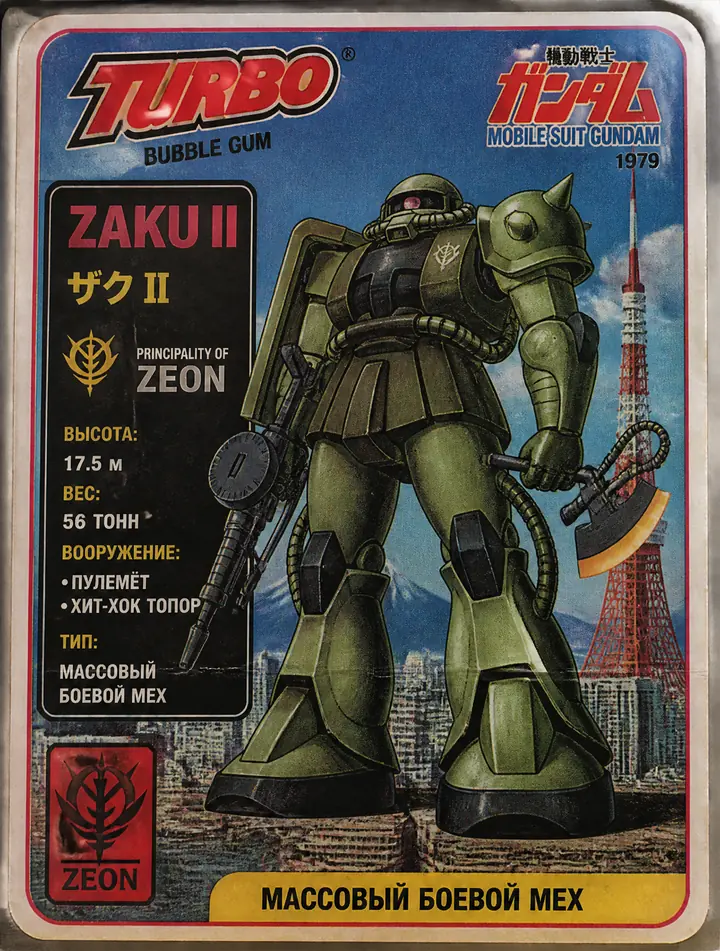 TURBO®
BUBBLE GUM
機動戦士
ガンダム
MOBILE SUIT GUNDAM
1979
ZAKU II
ザク II
PRINCIPALITY OF
ZEON
ВЫСОТА:
17.5 м
ВЕС:
56 ТОНН
ВООРУЖЕНИЕ:
• ПУЛЕМЁТ
• ХИТ-ХОК ТОПОР
ТИП:
МАССОВЫЙ
БОЕВОЙ МЕХ
ZEON
МАССОВЫЙ БОЕВОЙ МЕХ